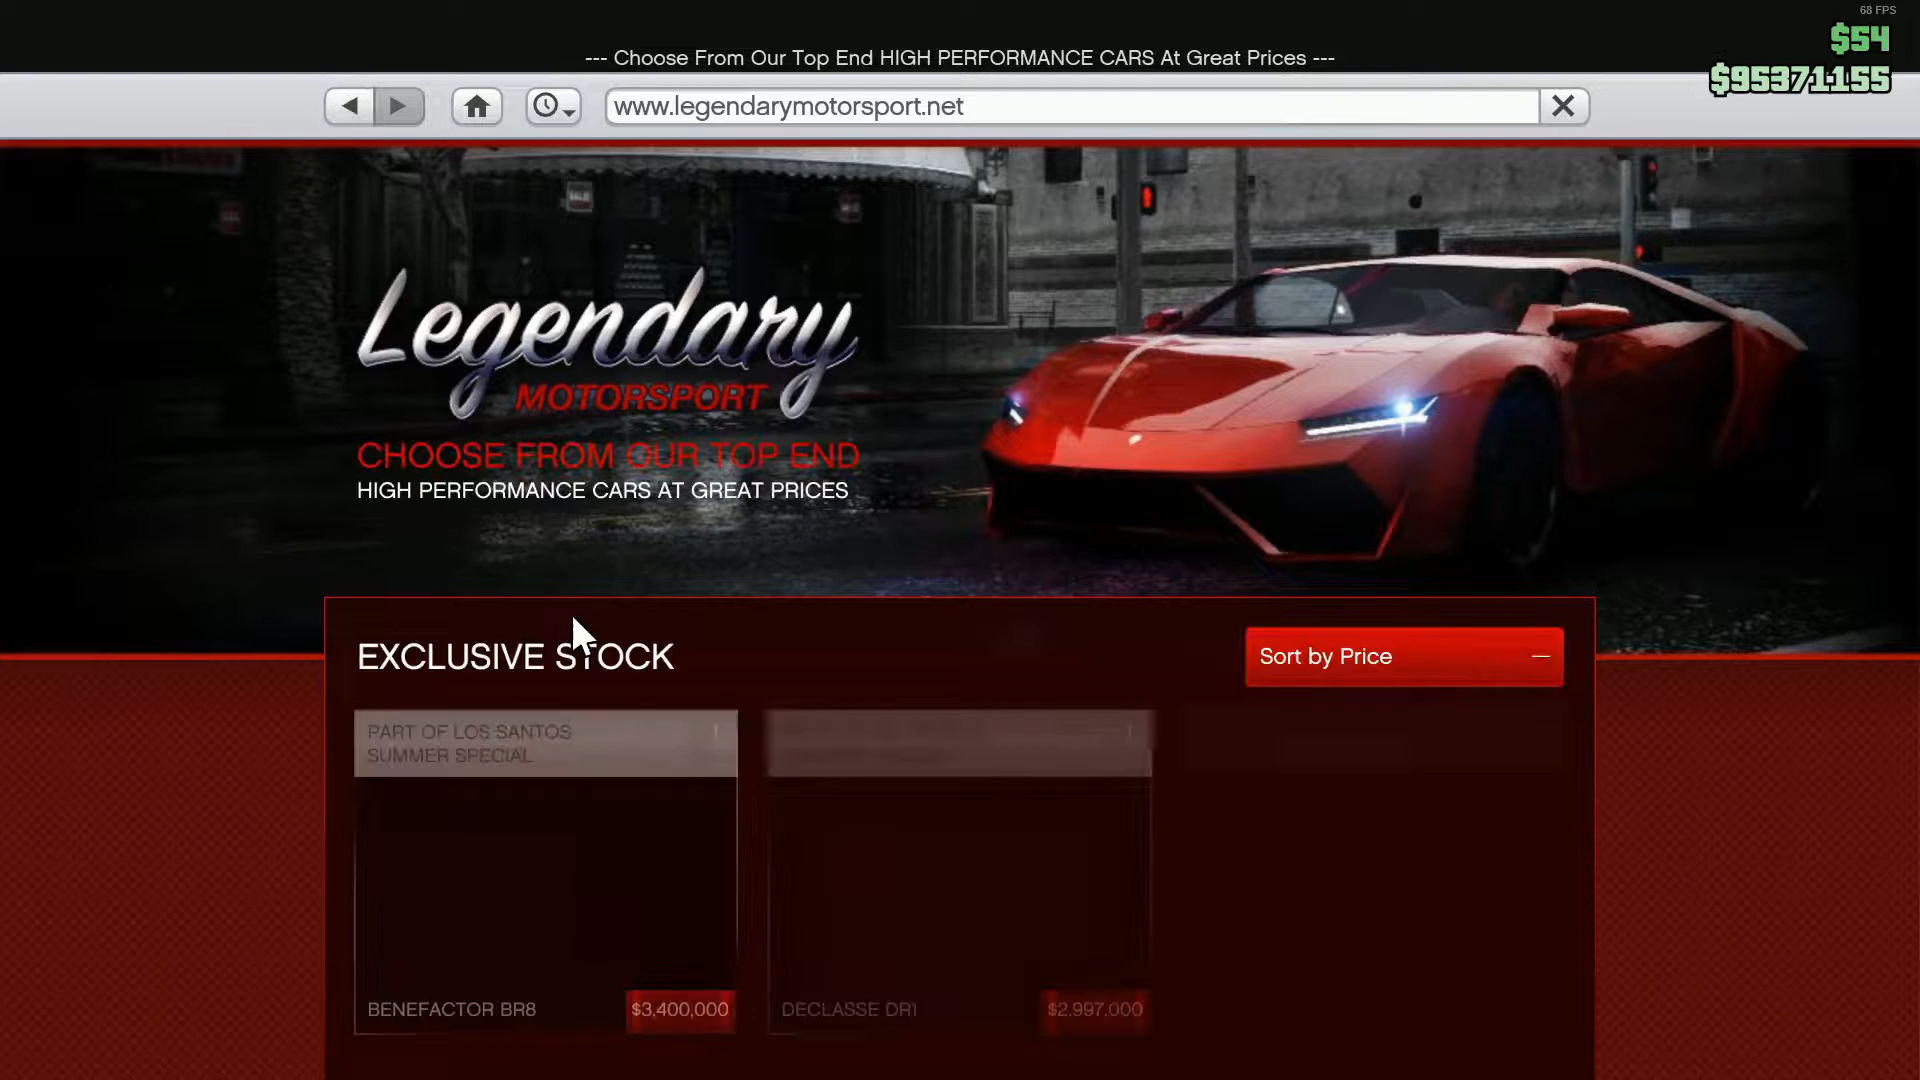 68 FPS
$54
--- Choose From Our Top End HIGH PERFORMANCE CARS At Great Prices ---
$95371155
www.legendarymotorsport.net
Legendary
MOTORSPORT
CHOOSE FROM OUR TOP END
HIGH PERFORMANCE CARS AT GREAT PRICES
EXCLUSIVE STOCK
Sort by Price
PART OF LOS SANTOS
SUMMER SPECIAL
BENEFACTOR BR8
$3,400,000
DECLASSE DR1
$2,997,000